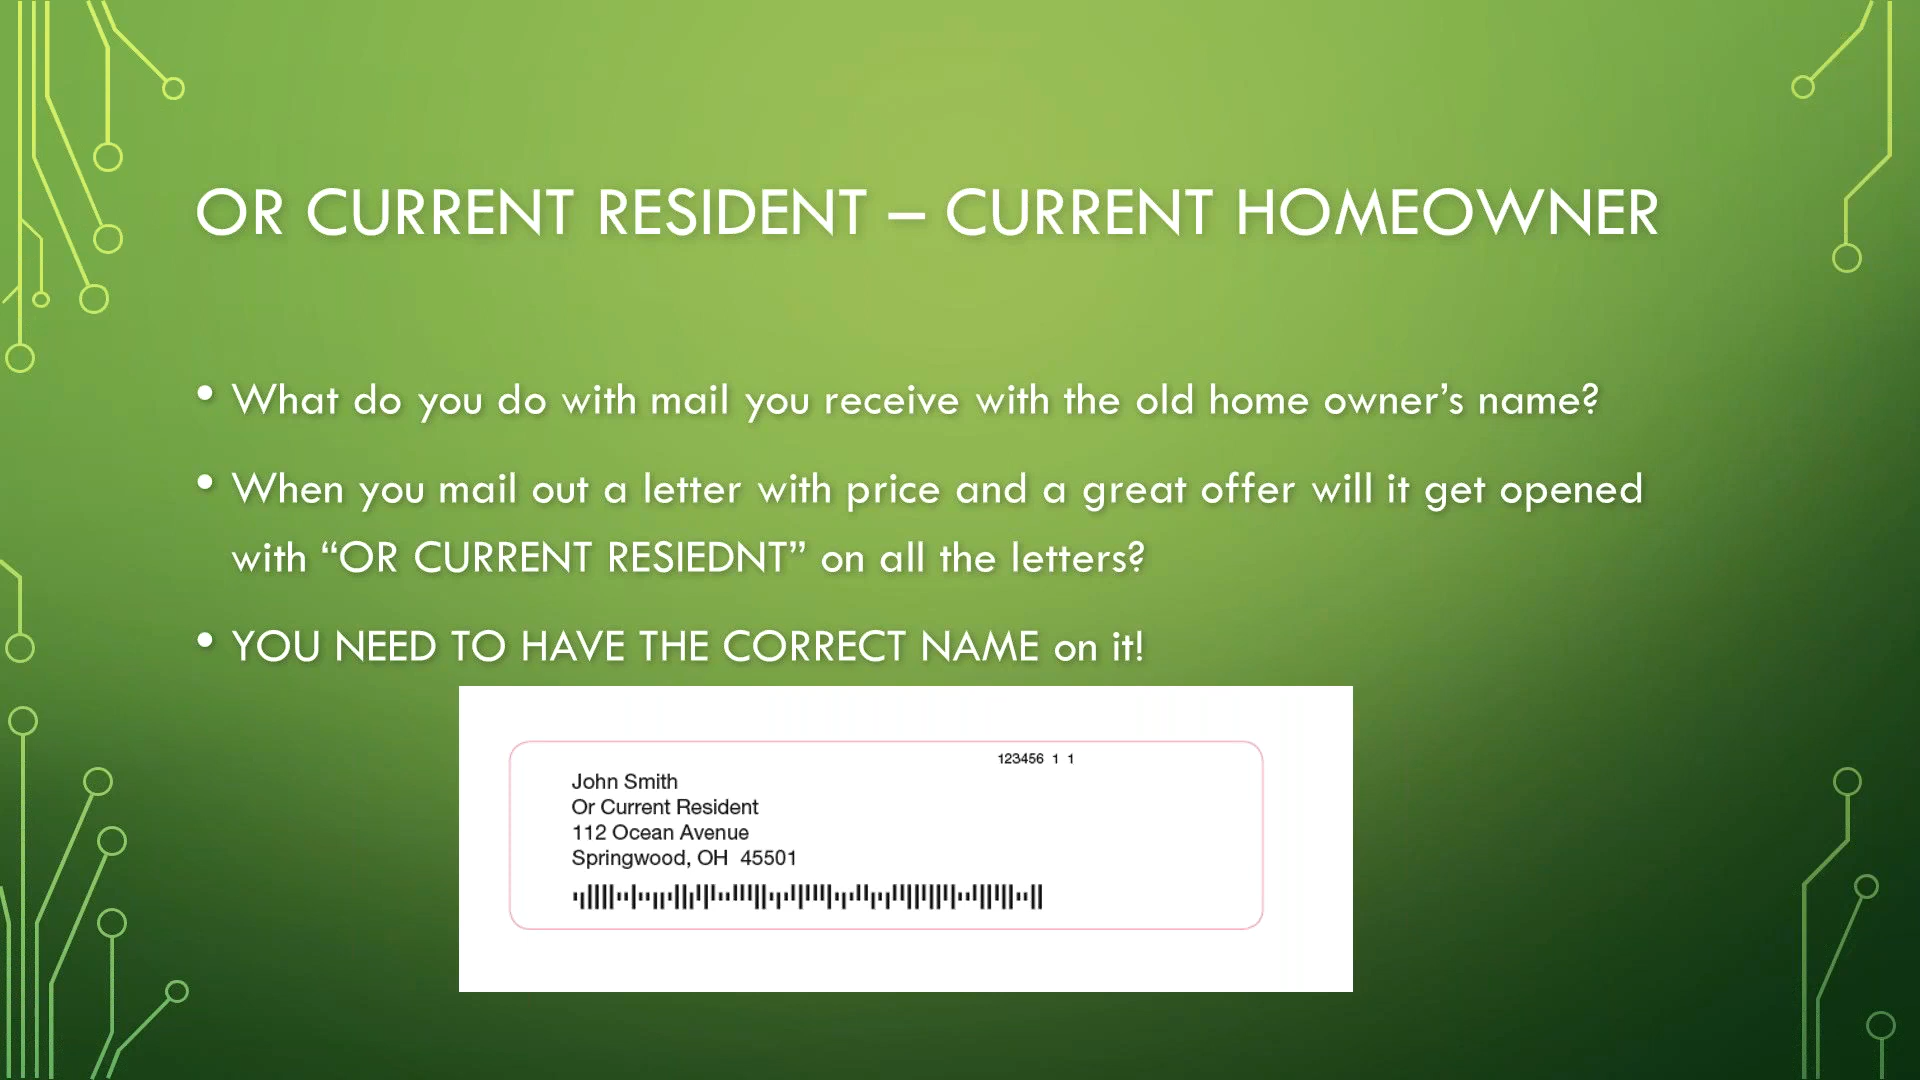 OR CURRENT RESIDENT – CURRENT HOMEOWNER
• What do you do with mail you receive with the old home owner’s name?
• When you mail out a letter with price and a great offer will it get opened
with “OR CURRENT RESIEDNT” on all the letters?
• YOU NEED TO HAVE THE CORRECT NAME on it!
123456 1 1
John Smith
Or Current Resident
112 Ocean Avenue
Springwood, OH 45501